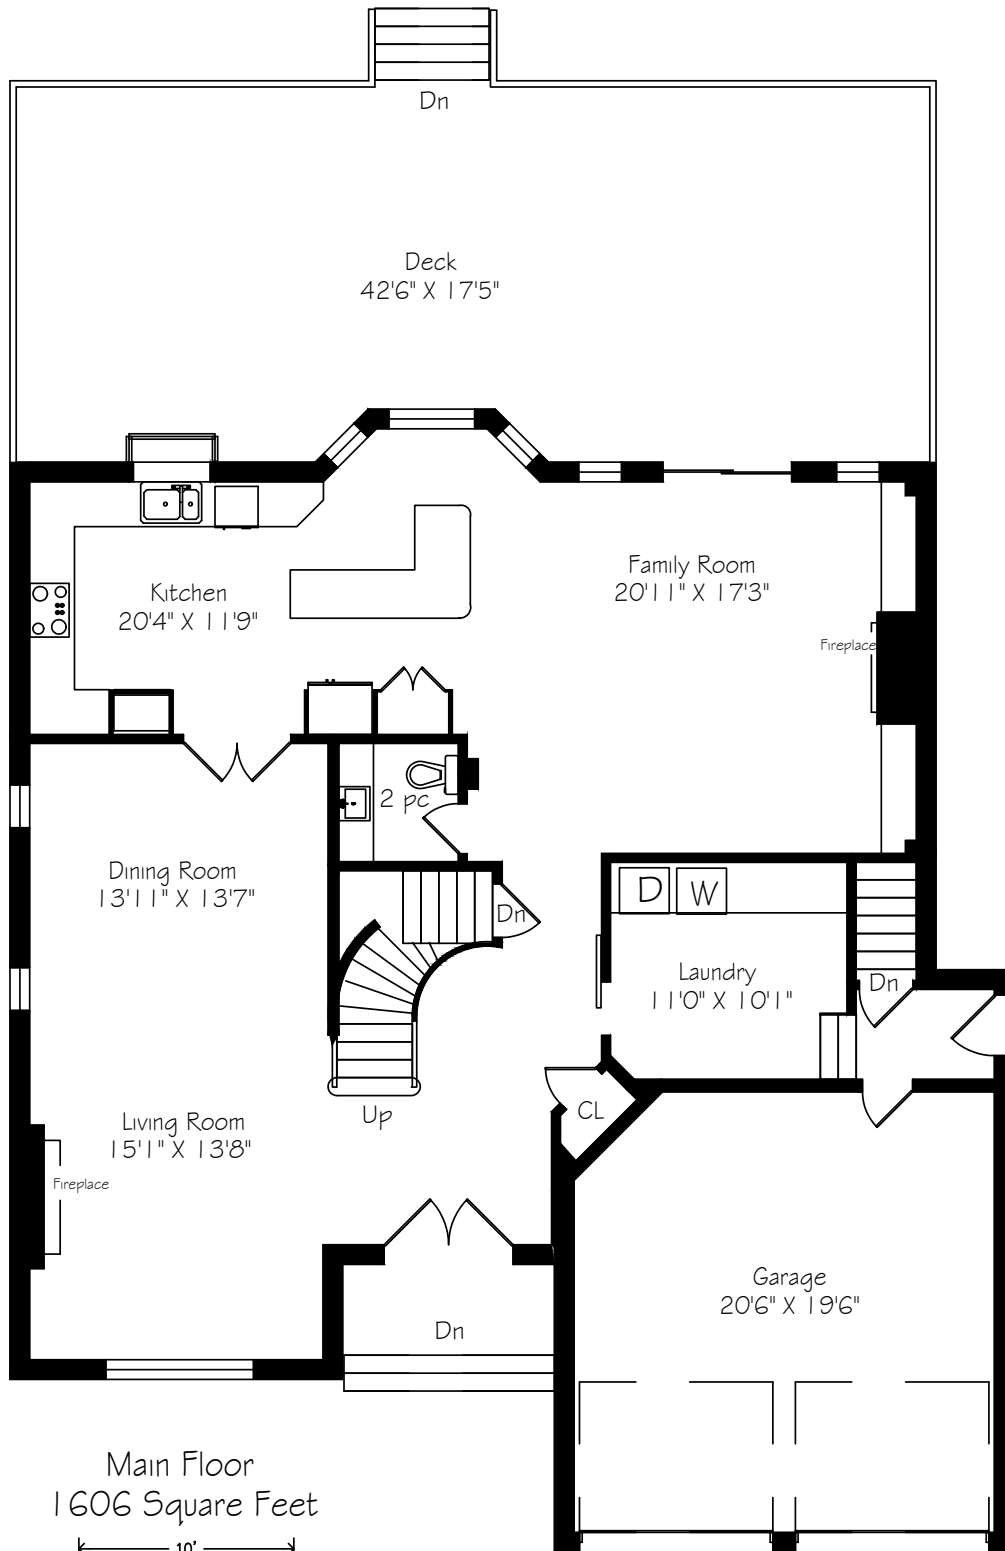 Dn
Deck
42'6" X 17'5"
Family Room
20'11" X 17'3"
Kitchen
20'4" X 11'9"
Fireplace
2 pc
Dining Room
13'11" X 13'7"
D
W
Dn
Laundry
11'0" X 10'1"
Dn
Up
CL
Living Room
15'1" X 13'8"
Fireplace
Garage
20'6" X 19'6"
Dn
Main Floor
1606 Square Feet
10'